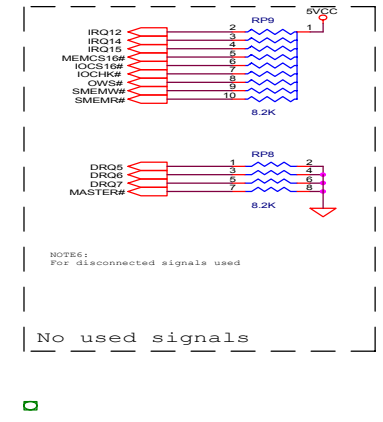 5VCC
RP9
IRQ12 2 1
IRQ14 3
IRQ15 4
MEMCS16# 5
IOCS16# 6
IOCHK# 7
OWS# 8
SMEMW# 9
SMEMR# 10
8.2K
RP8
DRQ5 1 2
DRQ6 3 4
DRQ7 5 6
MASTER# 7 8
8.2K
NOTE6:
For disconnected signals used
No used signals